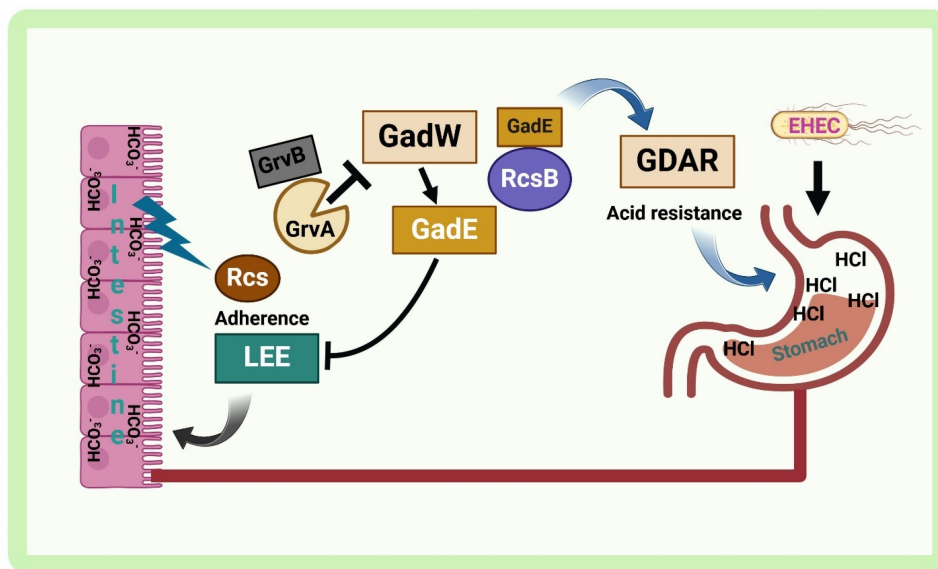 GrvB
GrvA
GadW
GadE
GadE
RcsB
GDAR
Acid resistance
EHEC
HCl
HCl
HCl
HCl
HCl
Stomach
Rcs
Adherence
LEE
Intestine
HCO₃⁻
HCO₃⁻
HCO₃⁻
HCO₃⁻
HCO₃⁻
HCO₃⁻
HCO₃⁻
HCO₃⁻